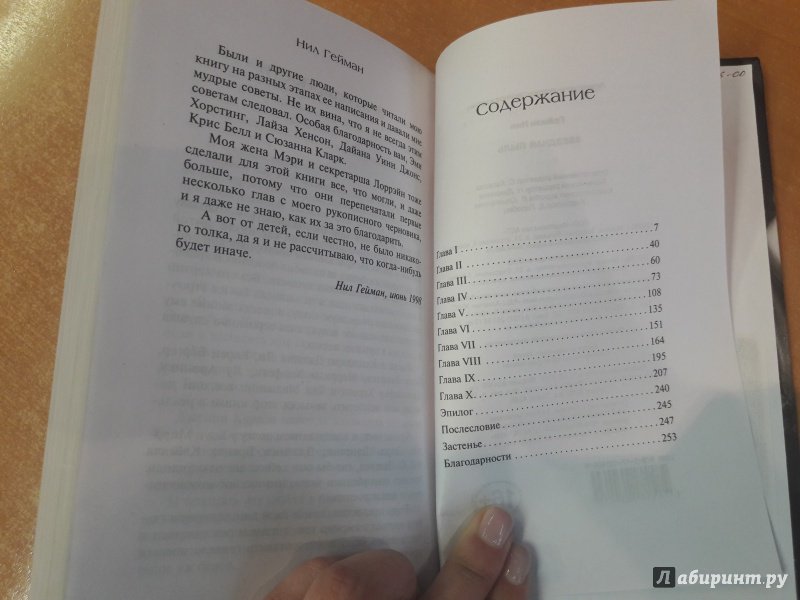 Нил Гейман
Были и другие люди, которые читали мою
книгу на разных этапах ее написания и давали мне
мудрые советы. Не их вина, что я не всегда этим
советам следовал. Особая благодарность вам, Эми
Хорстинг, Лайза Хенсон, Дайана Уинн Джонс,
Крис Белл и Сюзанна Кларк.
Моя жена Мэри и секретарша Лоррэйн тоже
сделали для этой книги все, что могли, и даже
больше, потому что они перепечатали первые
несколько глав с моего рукописного черновика,
и я даже не знаю, как их за это благодарить.
А вот от детей, если честно, не было никако-
го толка, да я и не рассчитываю, что когда-нибудь
будет иначе.
Нил Гейман, июнь 1998
Содержание
Глава I 7
Глава II 40
Глава III 60
Глава IV 73
Глава V 108
Глава VI 135
Глава VII 151
Глава VIII 164
Глава IX 195
Глава X 207
Эпилог 240
Послесловие 245
Застенье 247
Благодарности 253
Лабиринт.ру